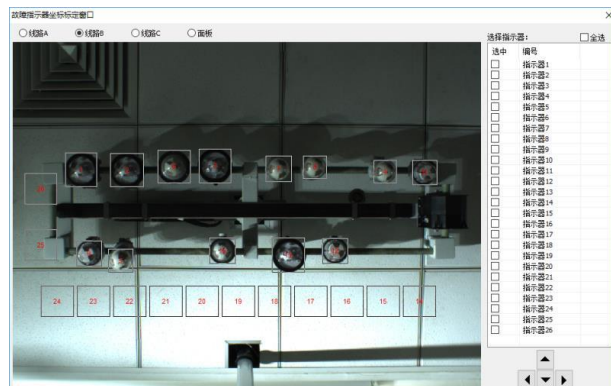 故障指示器坐标标定窗口
线路A 线路B 线路C 面板
选择指示器: 全选
选中 编号
指示器1
指示器2
指示器3
指示器4
指示器5
指示器6
指示器7
指示器8
指示器9
指示器10
指示器11
指示器12
指示器13
指示器14
指示器15
指示器16
指示器17
指示器18
指示器19
指示器20
指示器21
指示器22
指示器23
指示器24
指示器25
指示器26
25
24 23 22 21 20 19 18 17 16 15 14